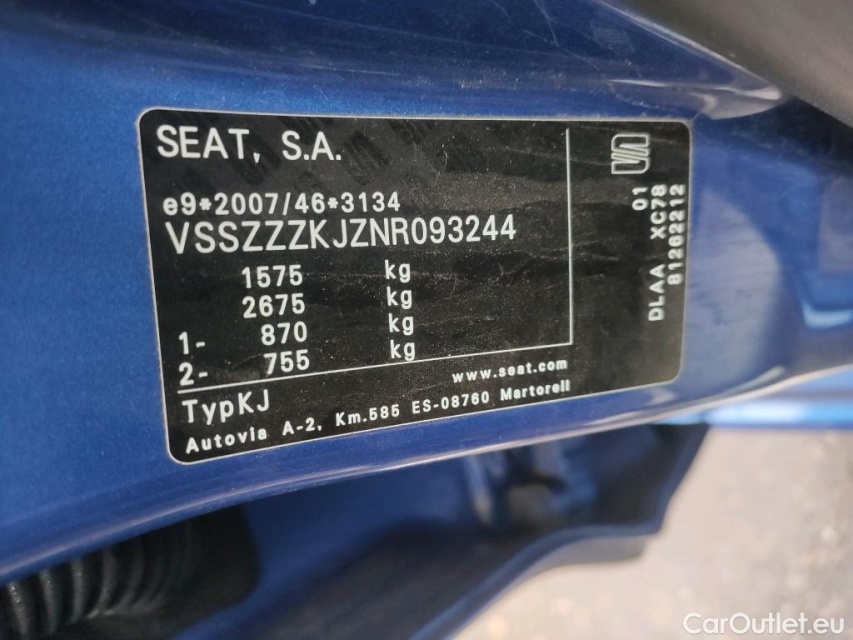 SEAT, S.A.
e9*2007/46*3134
VSSZZZKJZNR093244
1575 kg
2675 kg
1- 870 kg
2- 755 kg
TypKJ
www.seat.com
Autovia A-2, Km.585 ES-08760 Martorell
01
DLAA XC78
81262212
CarOutlet.eu